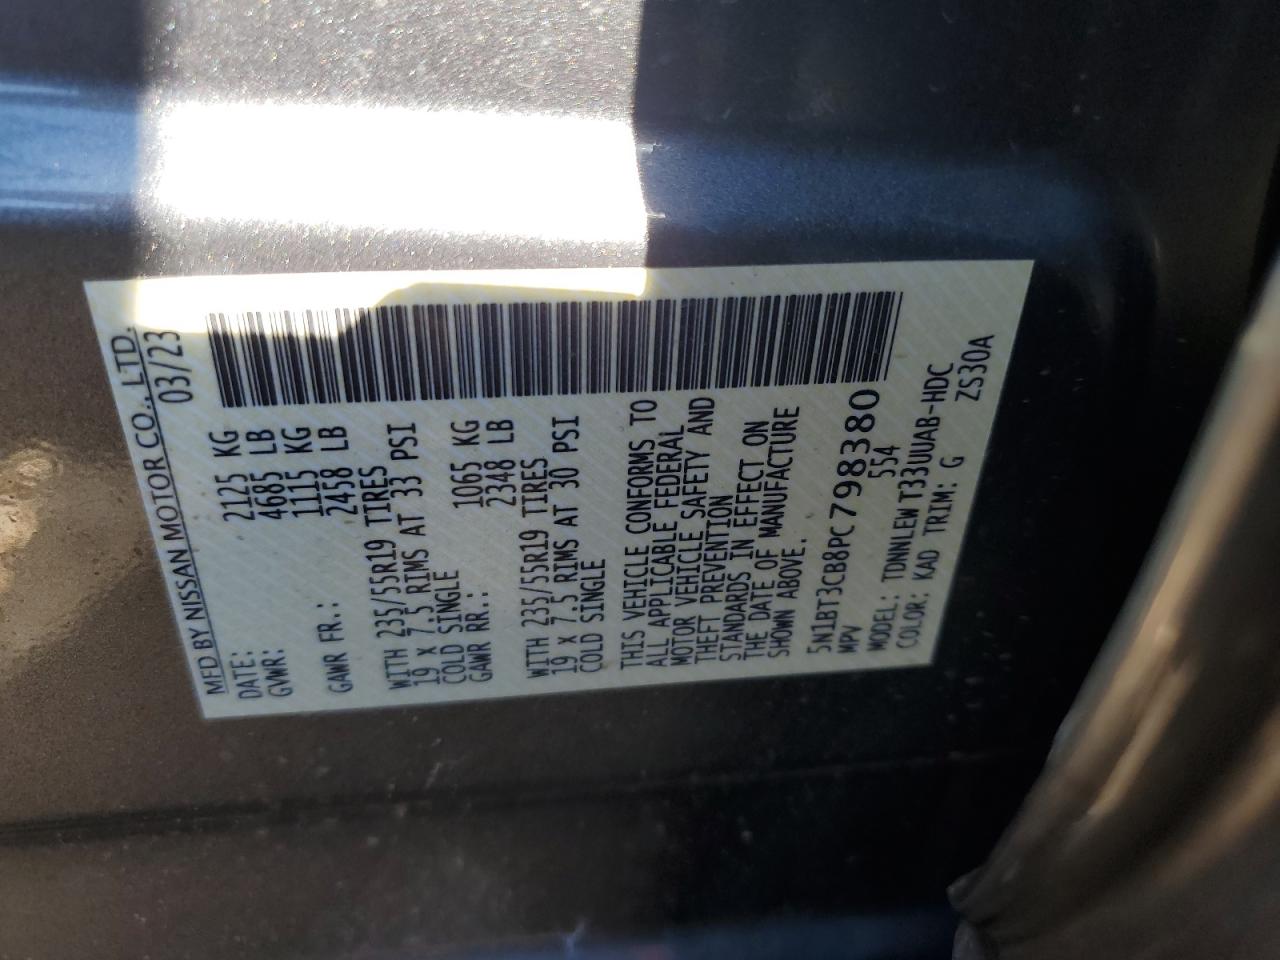 MFD BY NISSAN MOTOR CO., LTD.
DATE: 03/23
GVWR: 2125 KG
4685 LB
GAWR FR.: 1115 KG
2458 LB
WITH 235/55R19 TIRES
19 X 7.5 RIMS AT 33 PSI
COLD SINGLE
GAWR RR.: 1065 KG
2348 LB
WITH 235/55R19 TIRES
19 X 7.5 RIMS AT 30 PSI
COLD SINGLE
THIS VEHICLE CONFORMS TO
ALL APPLICABLE FEDERAL
MOTOR VEHICLE SAFETY AND
THEFT PREVENTION
STANDARDS IN EFFECT ON
THE DATE OF MANUFACTURE
SHOWN ABOVE.
5N1BT3CB8PC798380
MPV 554
MODEL: TDNNLEW T33UUAB-HDC
COLOR: KAD TRIM: G ZS30A